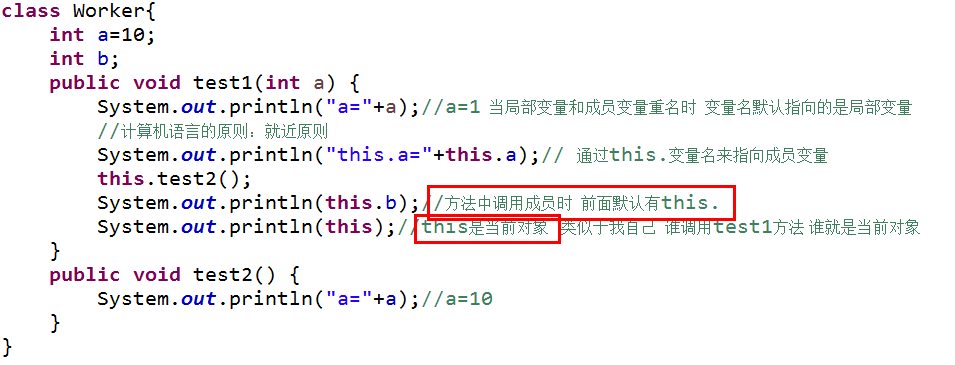 class Worker{
    int a=10;
    int b;
    public void test1(int a) {
        System.out.println("a="+a);//a=1 当局部变量和成员变量重名时 变量名默认指向的是局部变量
        //计算机语言的原则：就近原则
        System.out.println("this.a="+this.a);// 通过this.变量名来指向成员变量
        this.test2();
        System.out.println(this.b);//方法中调用成员时 前面默认有this.
        System.out.println(this);//this是当前对象 类似于我自己 谁调用test1方法 谁就是当前对象
    }
    public void test2() {
        System.out.println("a="+a);//a=10
    }
}